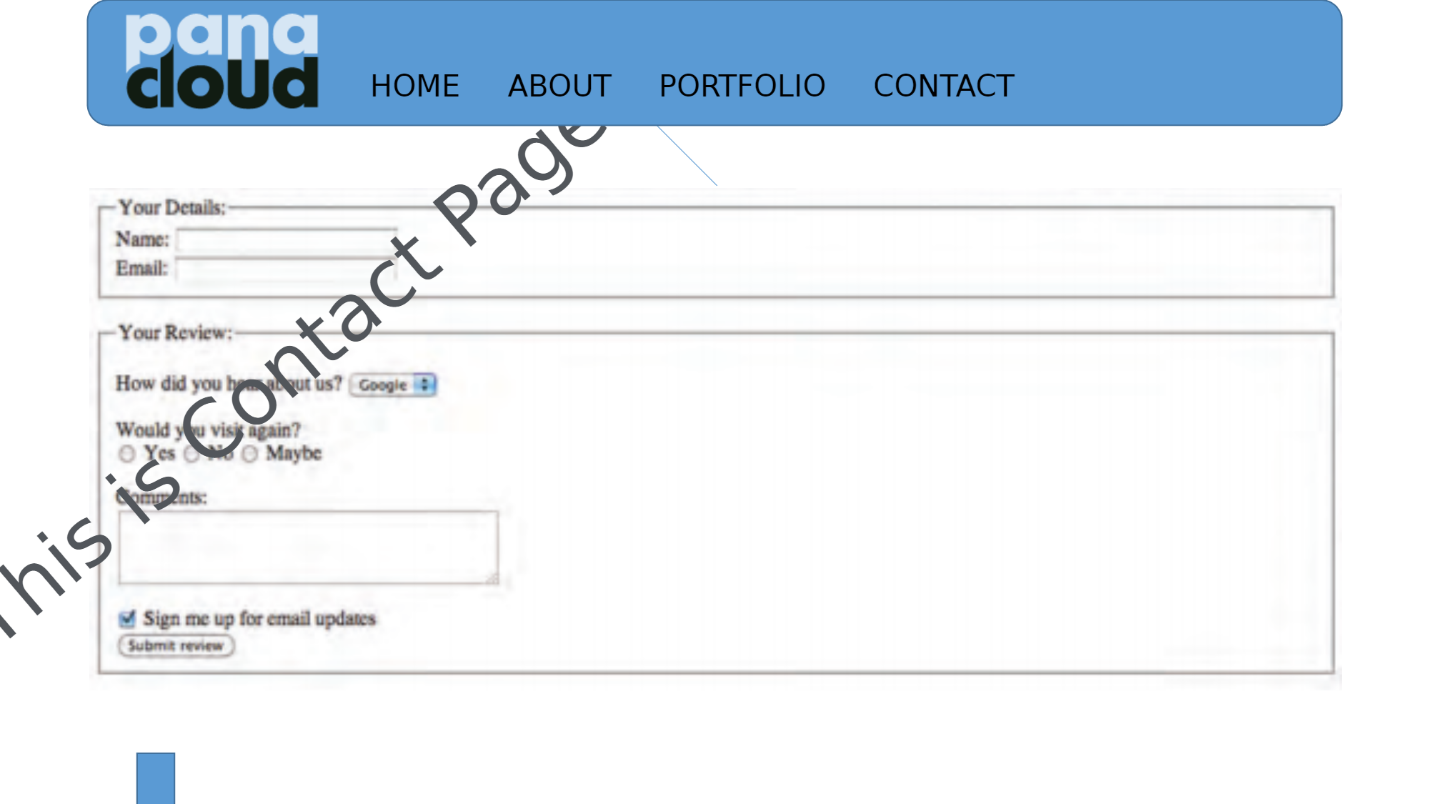 pana
cloud
HOME ABOUT PORTFOLIO CONTACT
This is Contact Page
Your Details:
Name:
Email:
Your Review:
How did you hear about us? Google
Would you visit again?
Yes No Maybe
Comments:
Sign me up for email updates
Submit review